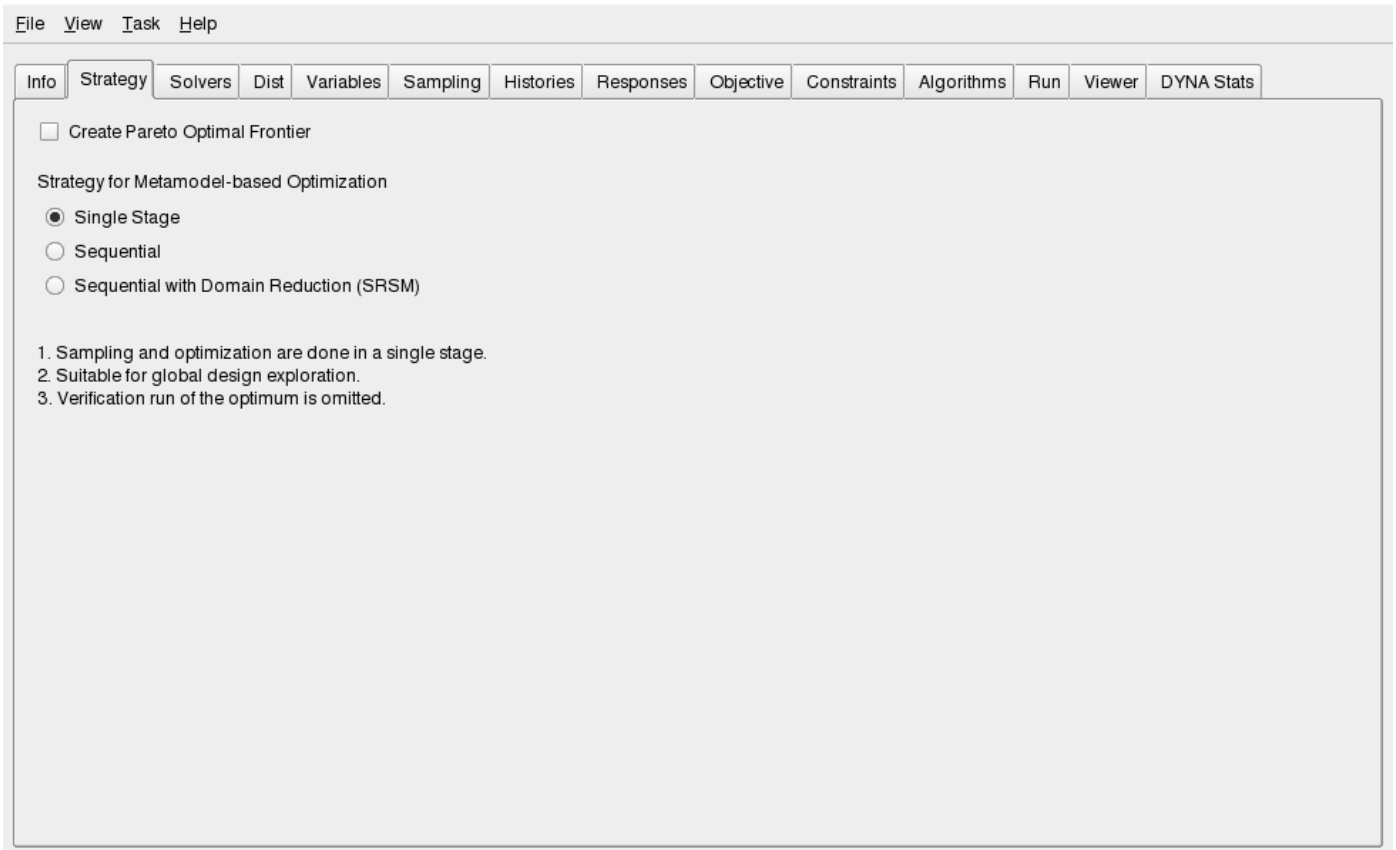 File View Task Help
Info Strategy Solvers Dist Variables Sampling Histories Responses Objective Constraints Algorithms Run Viewer DYNA Stats
Create Pareto Optimal Frontier
Strategy for Metamodel-based Optimization
Single Stage
Sequential
Sequential with Domain Reduction (SRSM)
1. Sampling and optimization are done in a single stage.
2. Suitable for global design exploration.
3. Verification run of the optimum is omitted.